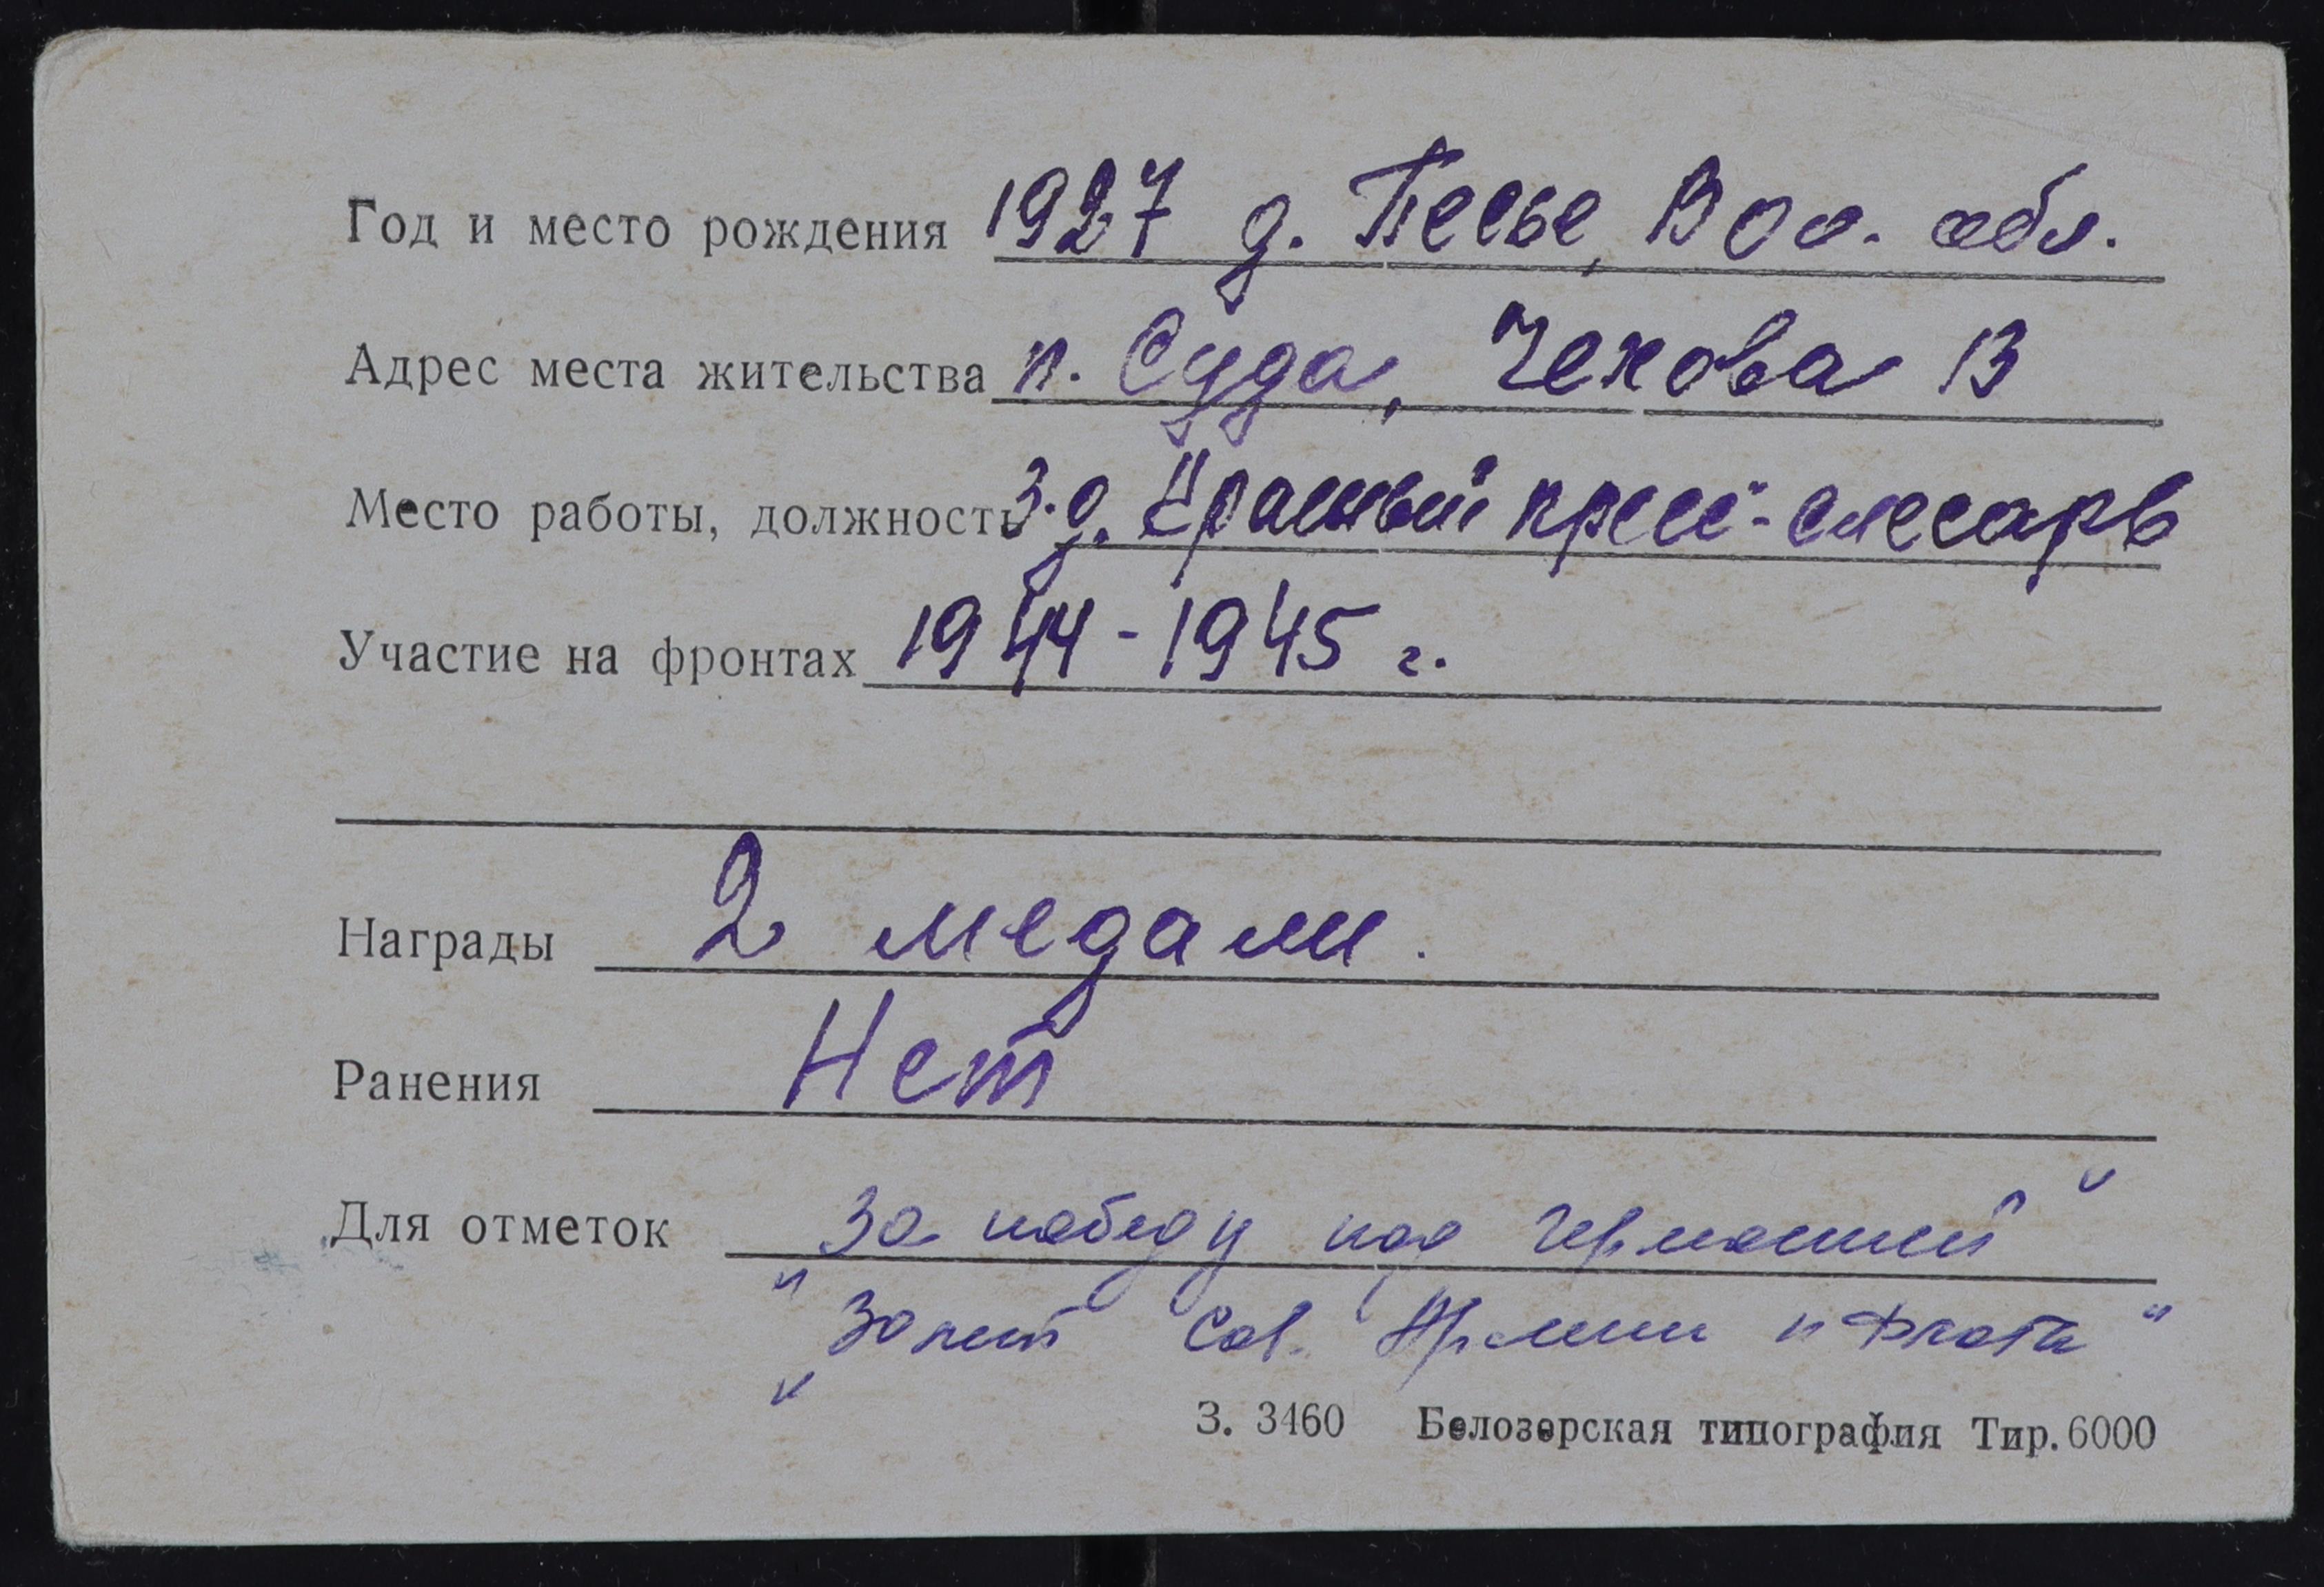 Год и место рождения 1927 д. Песье, Вол. обл.
Адрес места жительства п. Суда, Чехова 13
Место работы, должность з-д. Красный пресс - слесарь
Участие на фронтах 1944-1945 г.
Награды 2 медали.
Ранения Нет
Для отметок "За победу над Германией"
"30 лет Сов. Армии и Флота"
З. 3460 Белозерская типография Тир. 6000